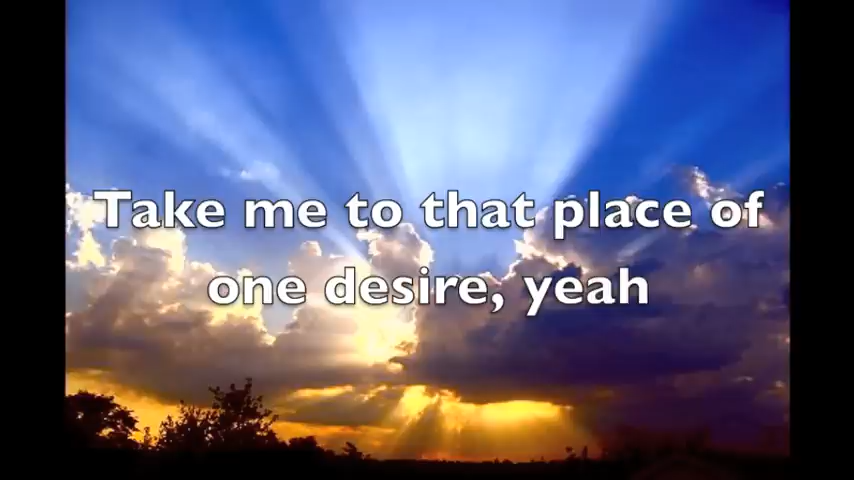 Take me to that place of
one desire, yeah